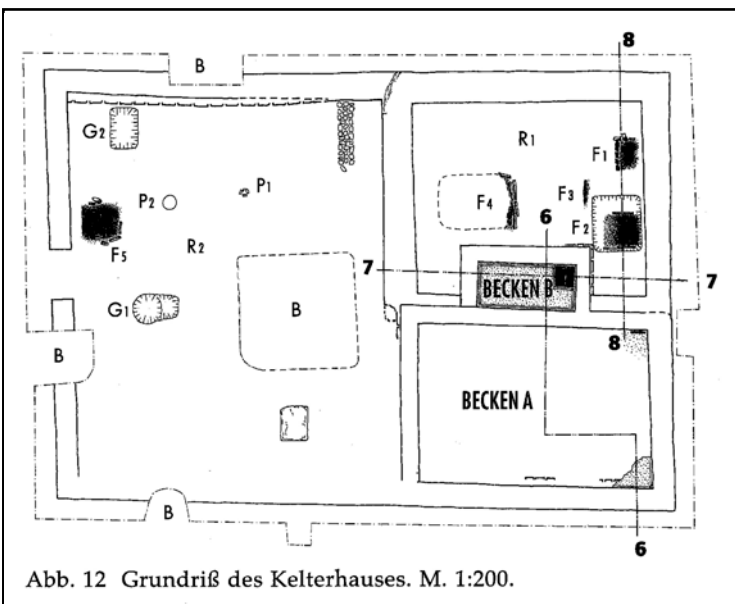 8
B
G2
R1
F1
P2
P1
F3
F4
F5
R2
6
F2
7
BECKEN B
7
G1
B
B
8
BECKEN A
B
6
Abb. 12 Grundriß des Kelterhauses. M. 1:200.